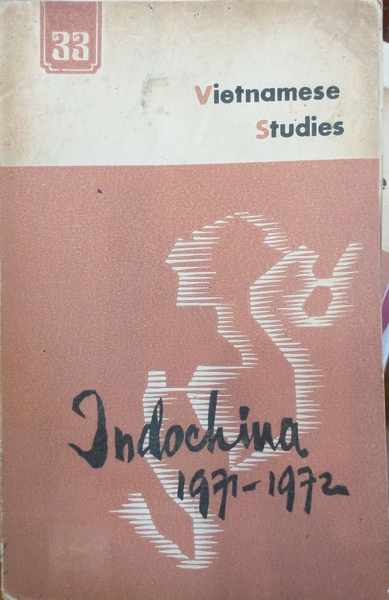 33
Vietnamese
Studies
Indochina
1971-1972